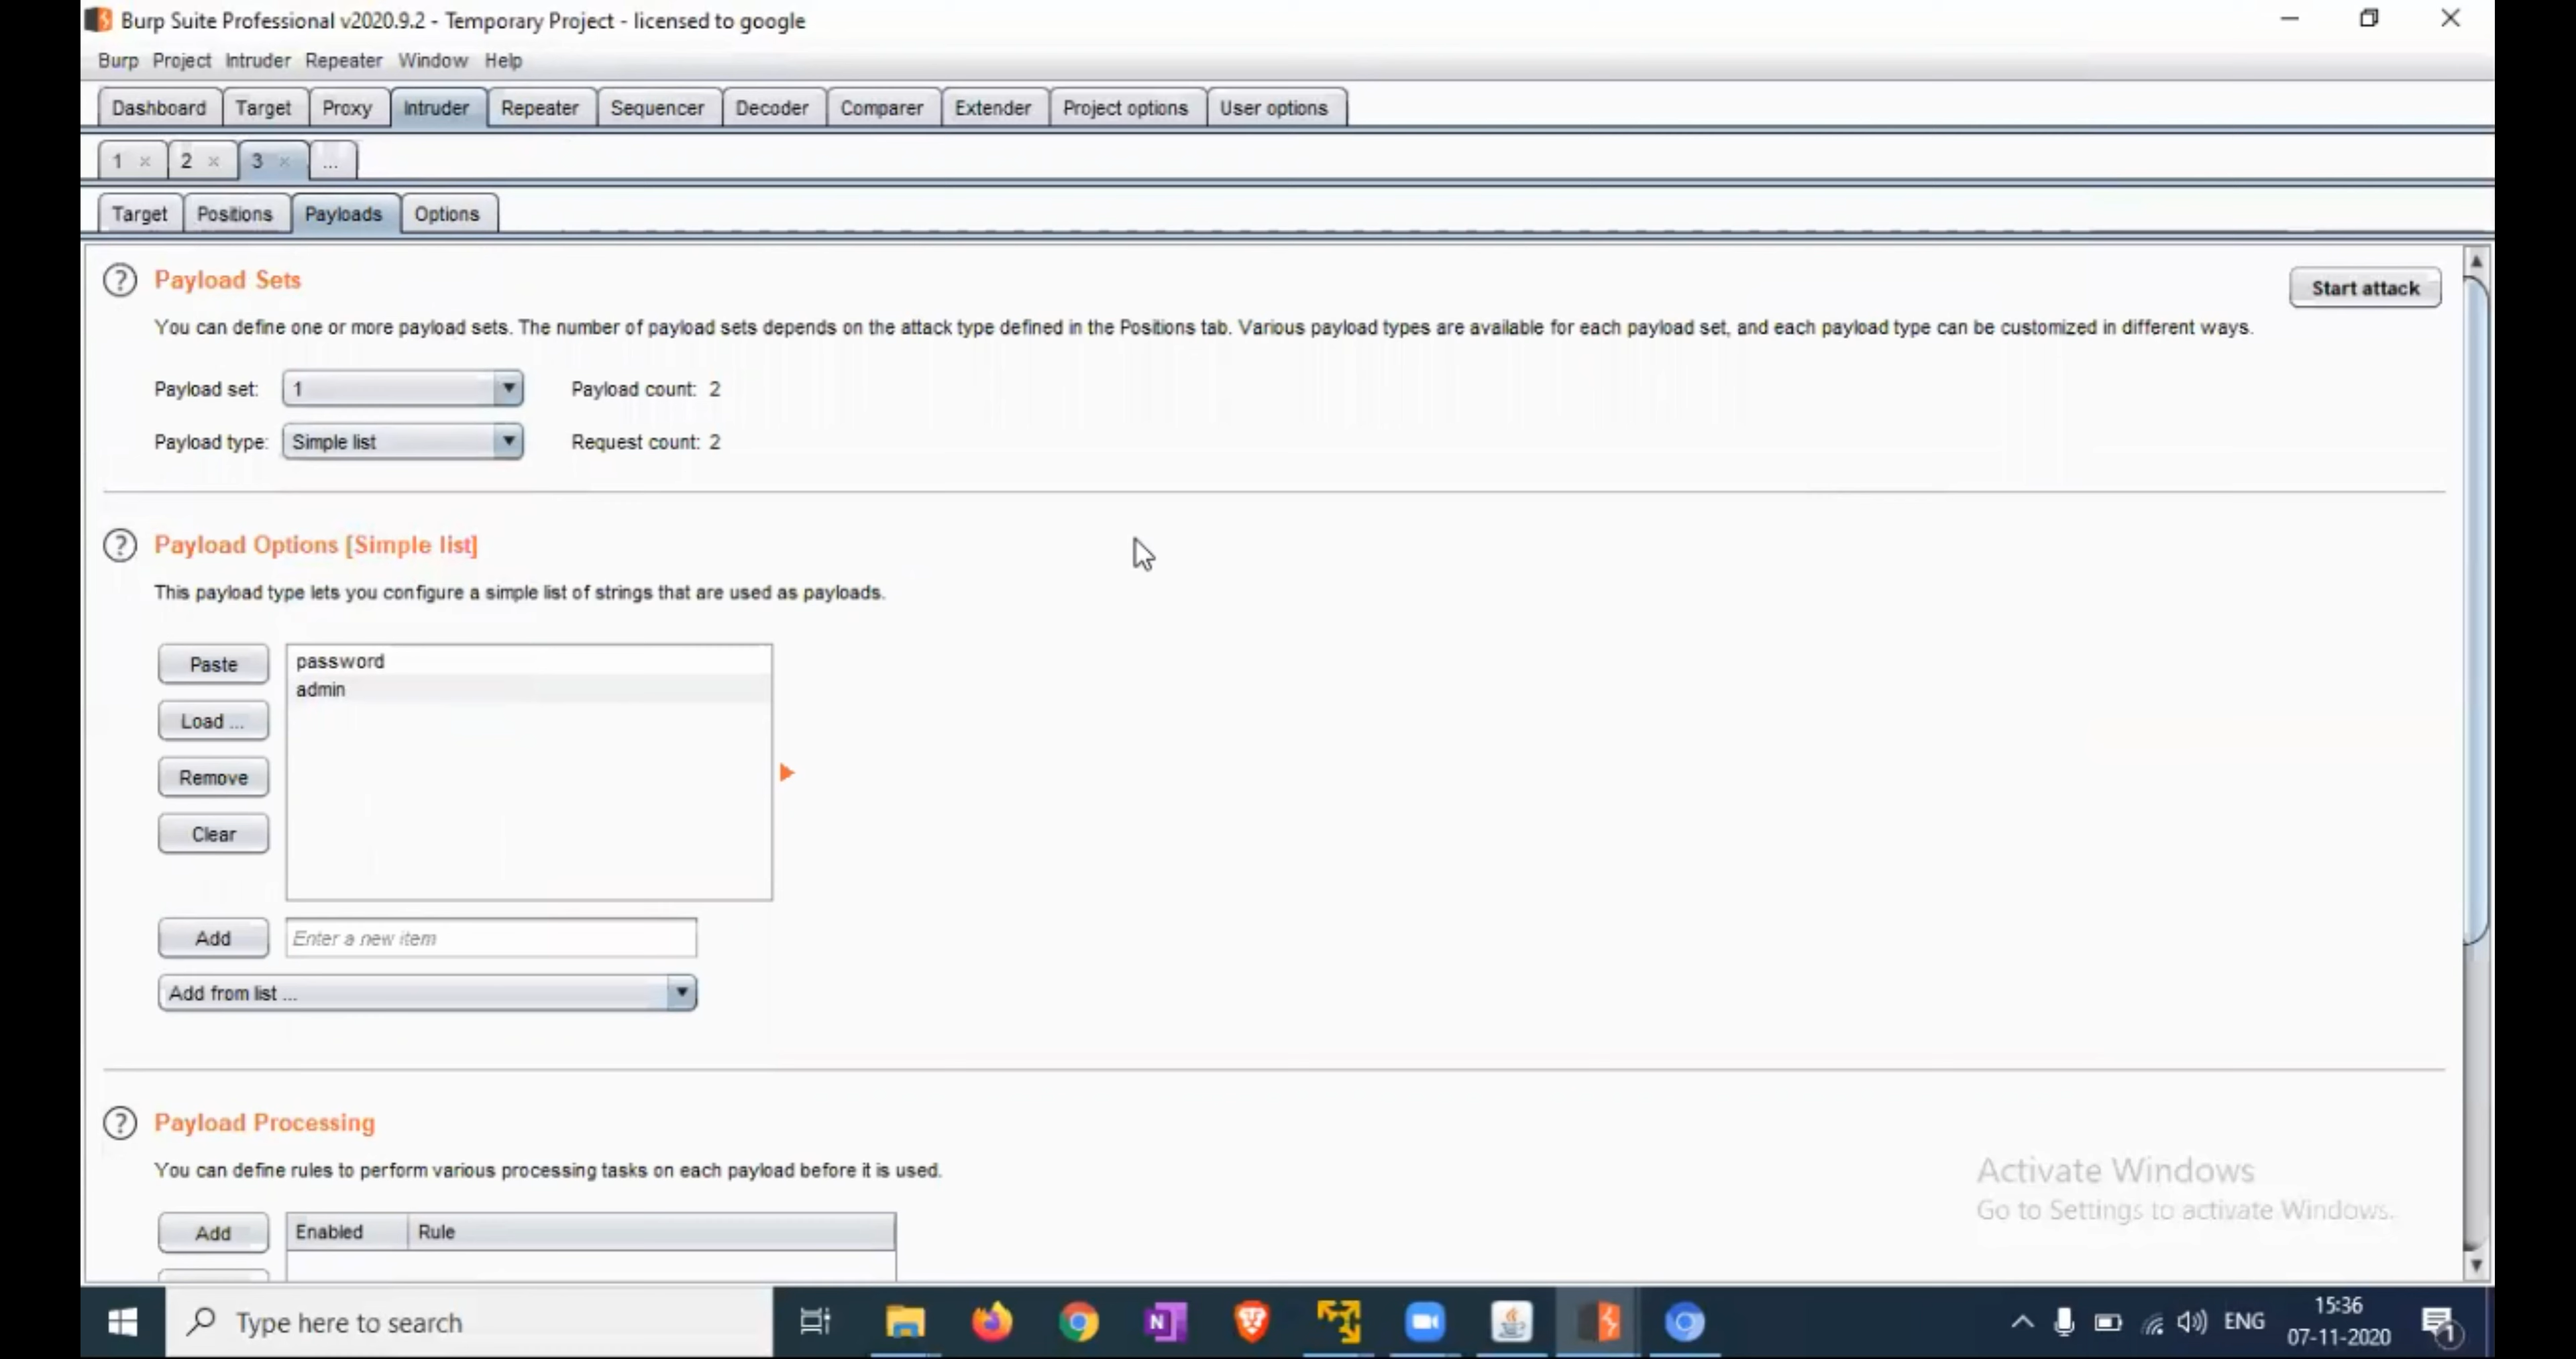 Burp Suite Professional v2020.9.2 - Temporary Project - licensed to google
Burp Project Intruder Repeater Window Help
Dashboard Target Proxy Intruder Repeater Sequencer Decoder Comparer Extender Project options User options
1 × 2 × 3 × ...
Target Positions Payloads Options
? Payload Sets
Start attack
You can define one or more payload sets. The number of payload sets depends on the attack type defined in the Positions tab. Various payload types are available for each payload set, and each payload type can be customized in different ways.
Payload set: 1 Payload count: 2
Payload type: Simple list Request count: 2
? Payload Options [Simple list]
This payload type lets you configure a simple list of strings that are used as payloads.
Paste password
admin
Load ...
Remove
Clear
Add Enter a new item
Add from list ...
? Payload Processing
You can define rules to perform various processing tasks on each payload before it is used.
Activate Windows
Go to Settings to activate Windows.
Add Enabled Rule
Type here to search
N
ENG
15:36
07-11-2020
1